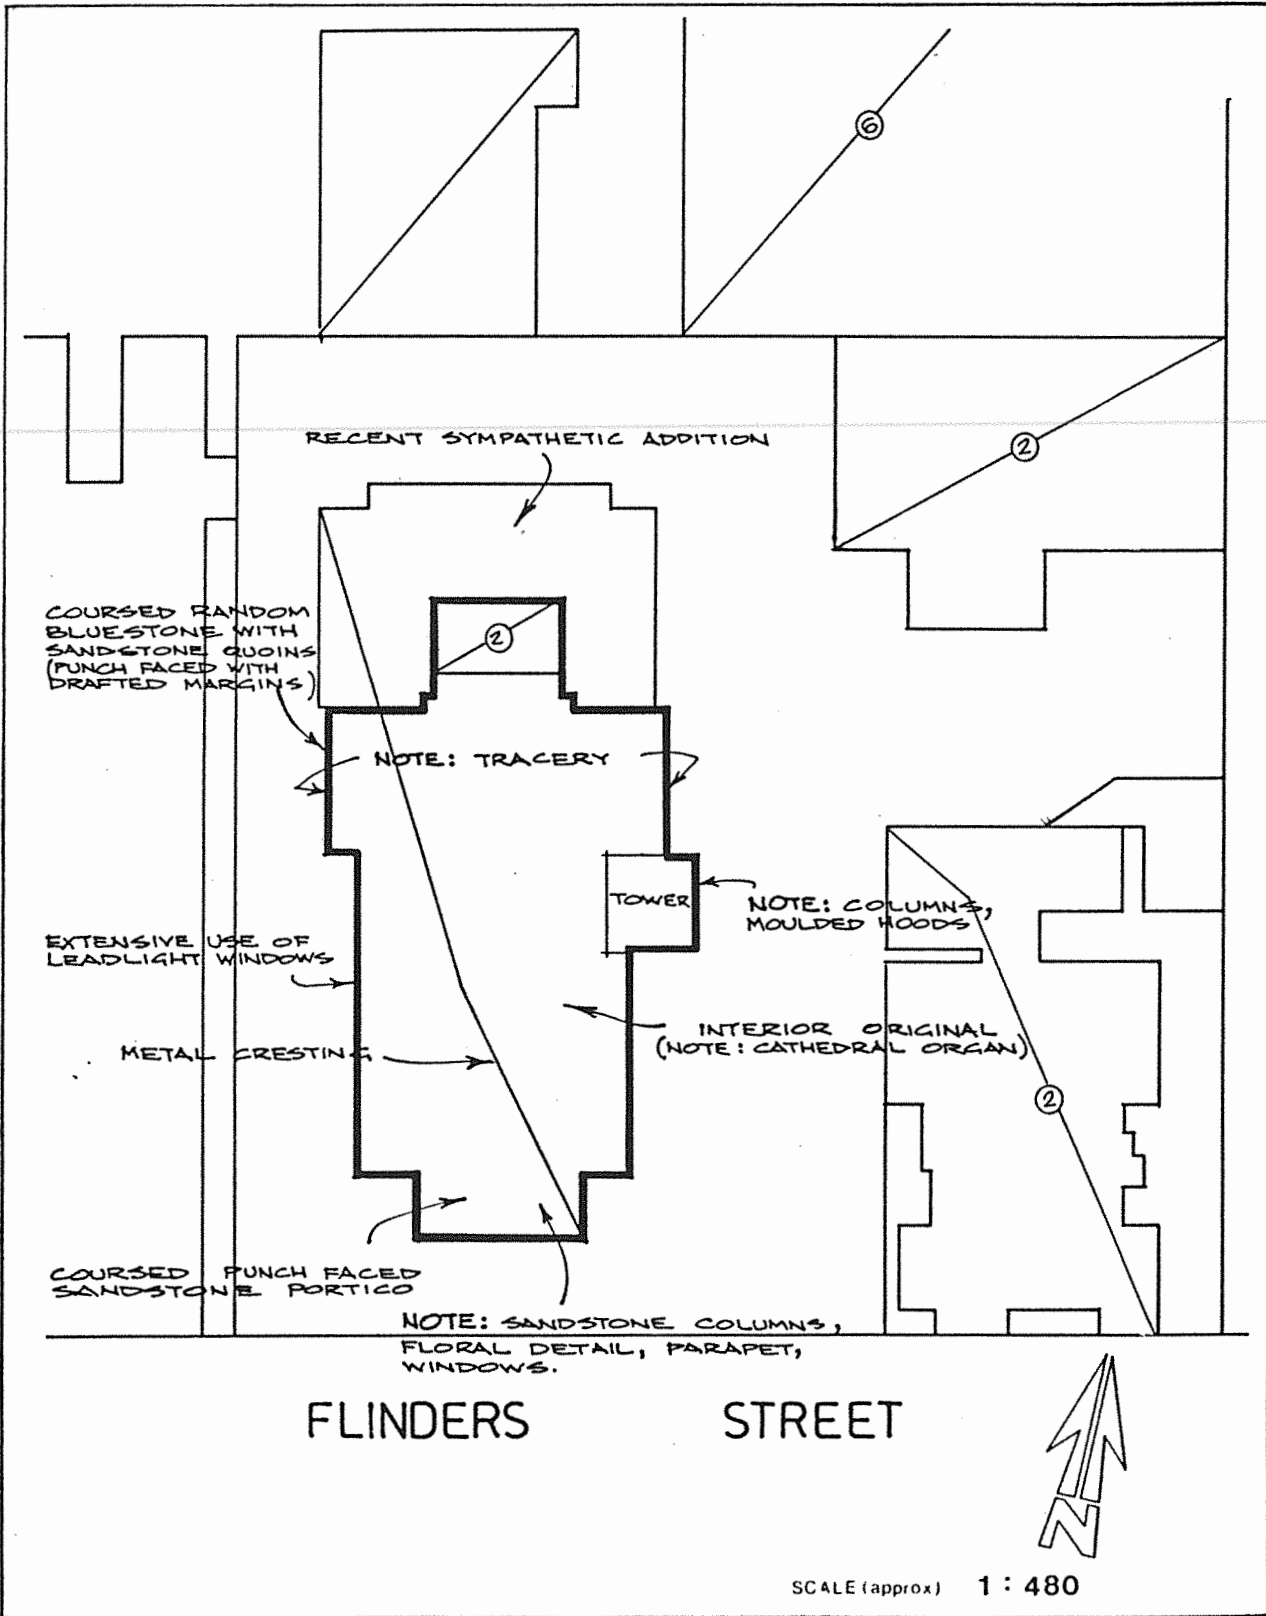 6
2
RECENT SYMPATHETIC ADDITION
COURSED RANDOM
BLUESTONE WITH
SANDSTONE QUOINS
(PUNCH FACED WITH
DRAFTED MARGINS)
2
NOTE: TRACERY
TOWER
NOTE: COLUMNS,
MOULDED HOODS
EXTENSIVE USE OF
LEADLIGHT WINDOWS
INTERIOR ORIGINAL
(NOTE: CATHEDRAL ORGAN)
METAL CRESTING
2
COURSED PUNCH FACED
SANDSTONE PORTICO
NOTE: SANDSTONE COLUMNS,
FLORAL DETAIL, PARAPET,
WINDOWS.
FLINDERS STREET
N
SCALE (approx) 1 : 480